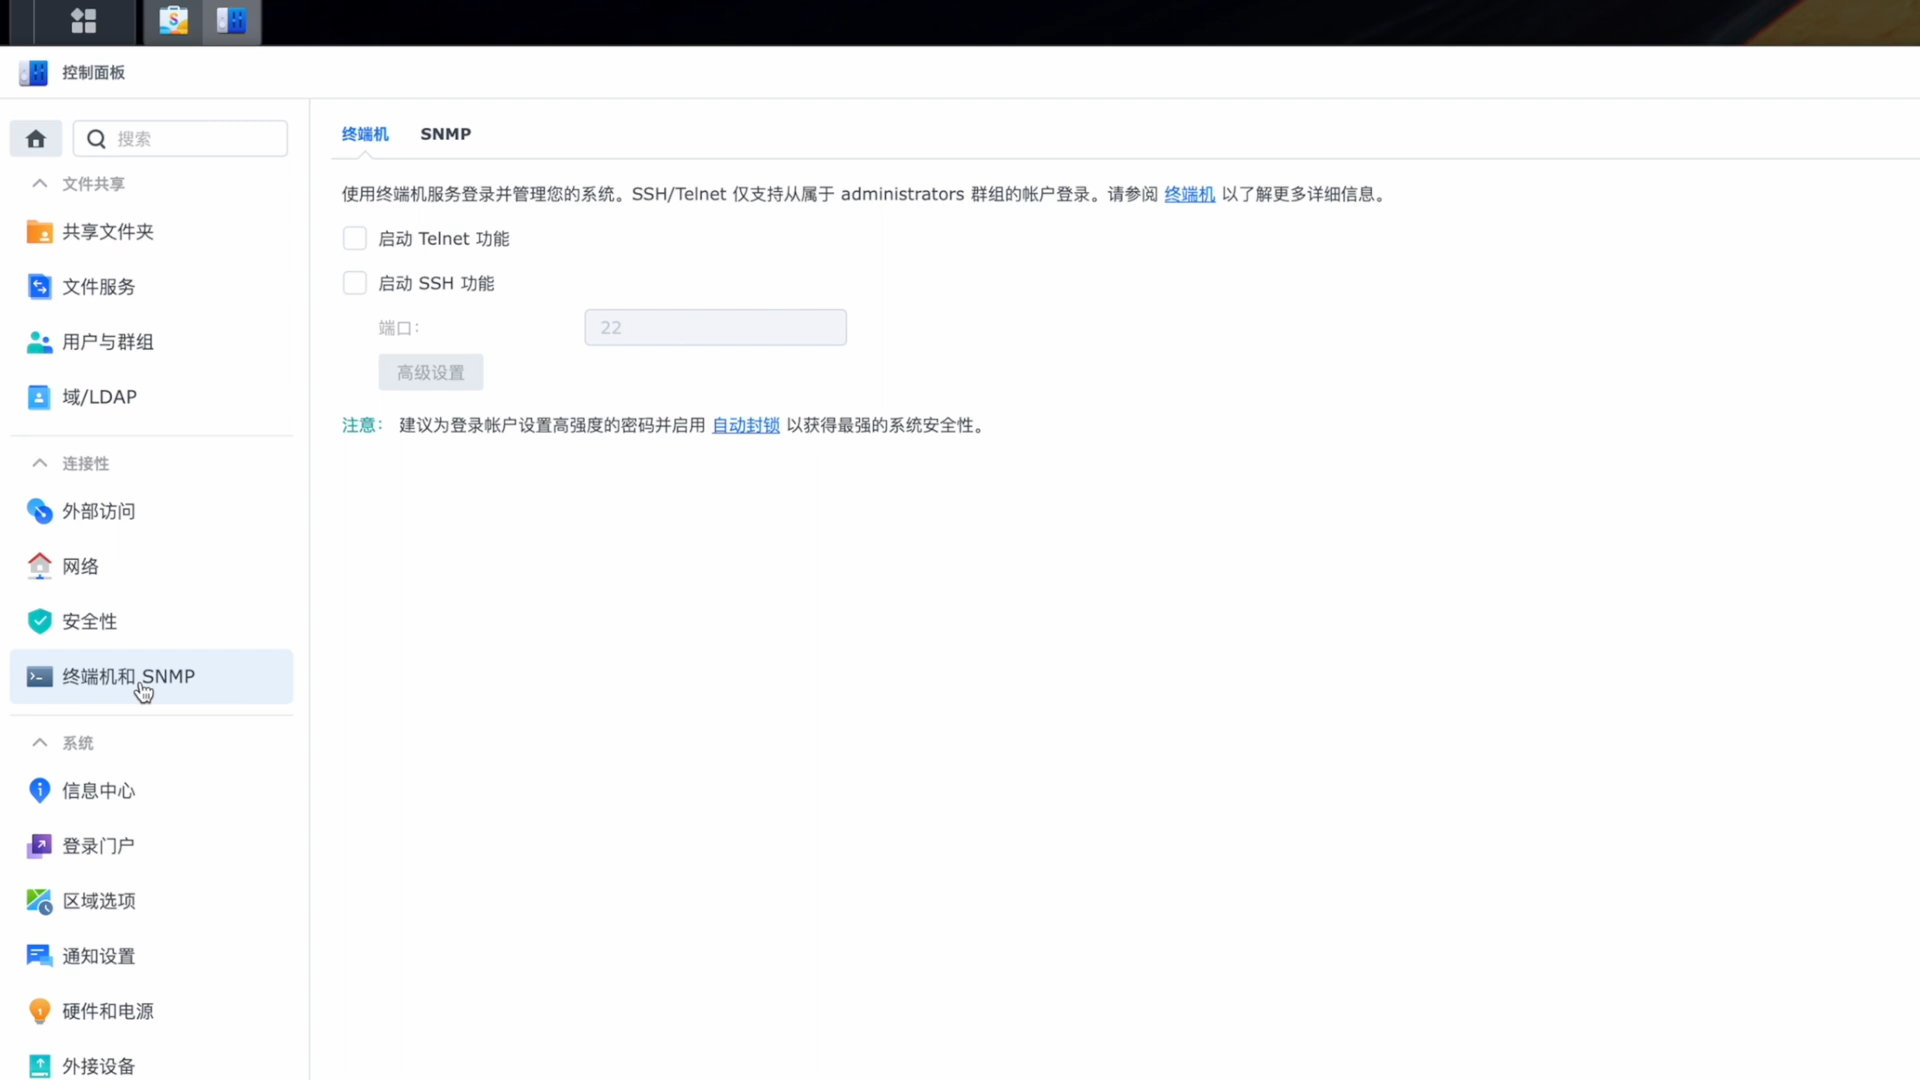 控制面板
搜索
文件共享
共享文件夹
文件服务
用户与群组
域/LDAP
连接性
外部访问
网络
安全性
终端机和 SNMP
系统
信息中心
登录门户
区域选项
通知设置
硬件和电源
外接设备
终端机 SNMP
使用终端机服务登录并管理您的系统。SSH/Telnet 仅支持从属于 administrators 群组的帐户登录。请参阅 终端机 以了解更多详细信息。
启动 Telnet 功能
启动 SSH 功能
端口: 22
高级设置
注意: 建议为登录帐户设置高强度的密码并启用 自动封锁 以获得最强的系统安全性。